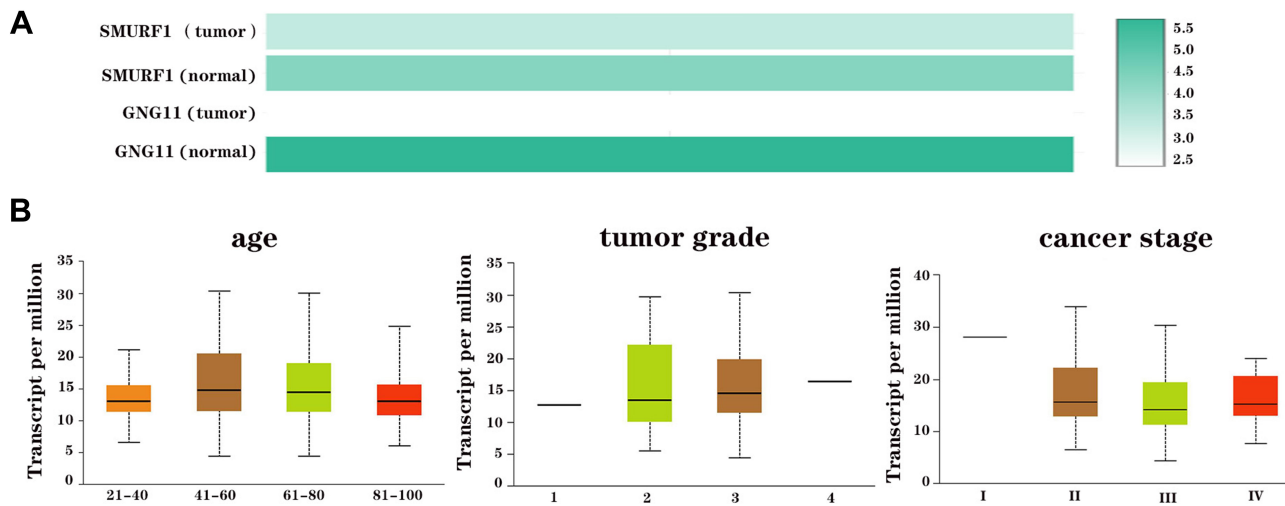 A
SMURF1 (tumor)
SMURF1 (normal)
GNG11 (tumor)
GNG11 (normal)
5.5
5.0
4.5
4.0
3.5
3.0
2.5
B
age
Transcript per million
35
30
25
20
15
10
5
0
21-40 41-60 61-80 81-100
tumor grade
Transcript per million
35
30
25
20
15
10
5
0
1 2 3 4
cancer stage
Transcript per million
40
30
20
10
0
I II III IV